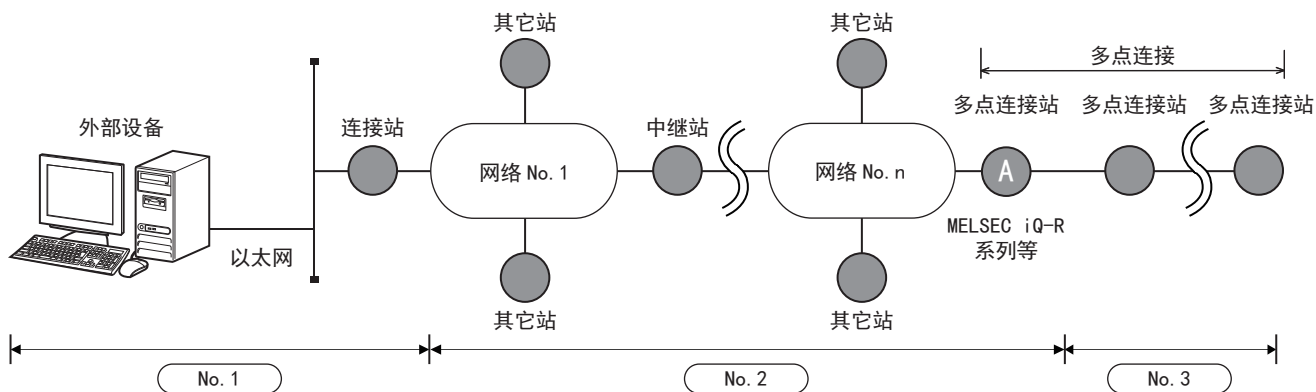 其它站
其它站
多点连接
外部设备
连接站
中继站
多点连接站
多点连接站
多点连接站
网络 No.1
网络 No.n
A
以太网
MELSEC iQ-R
系列等
其它站
其它站
No.1
No.2
No.3